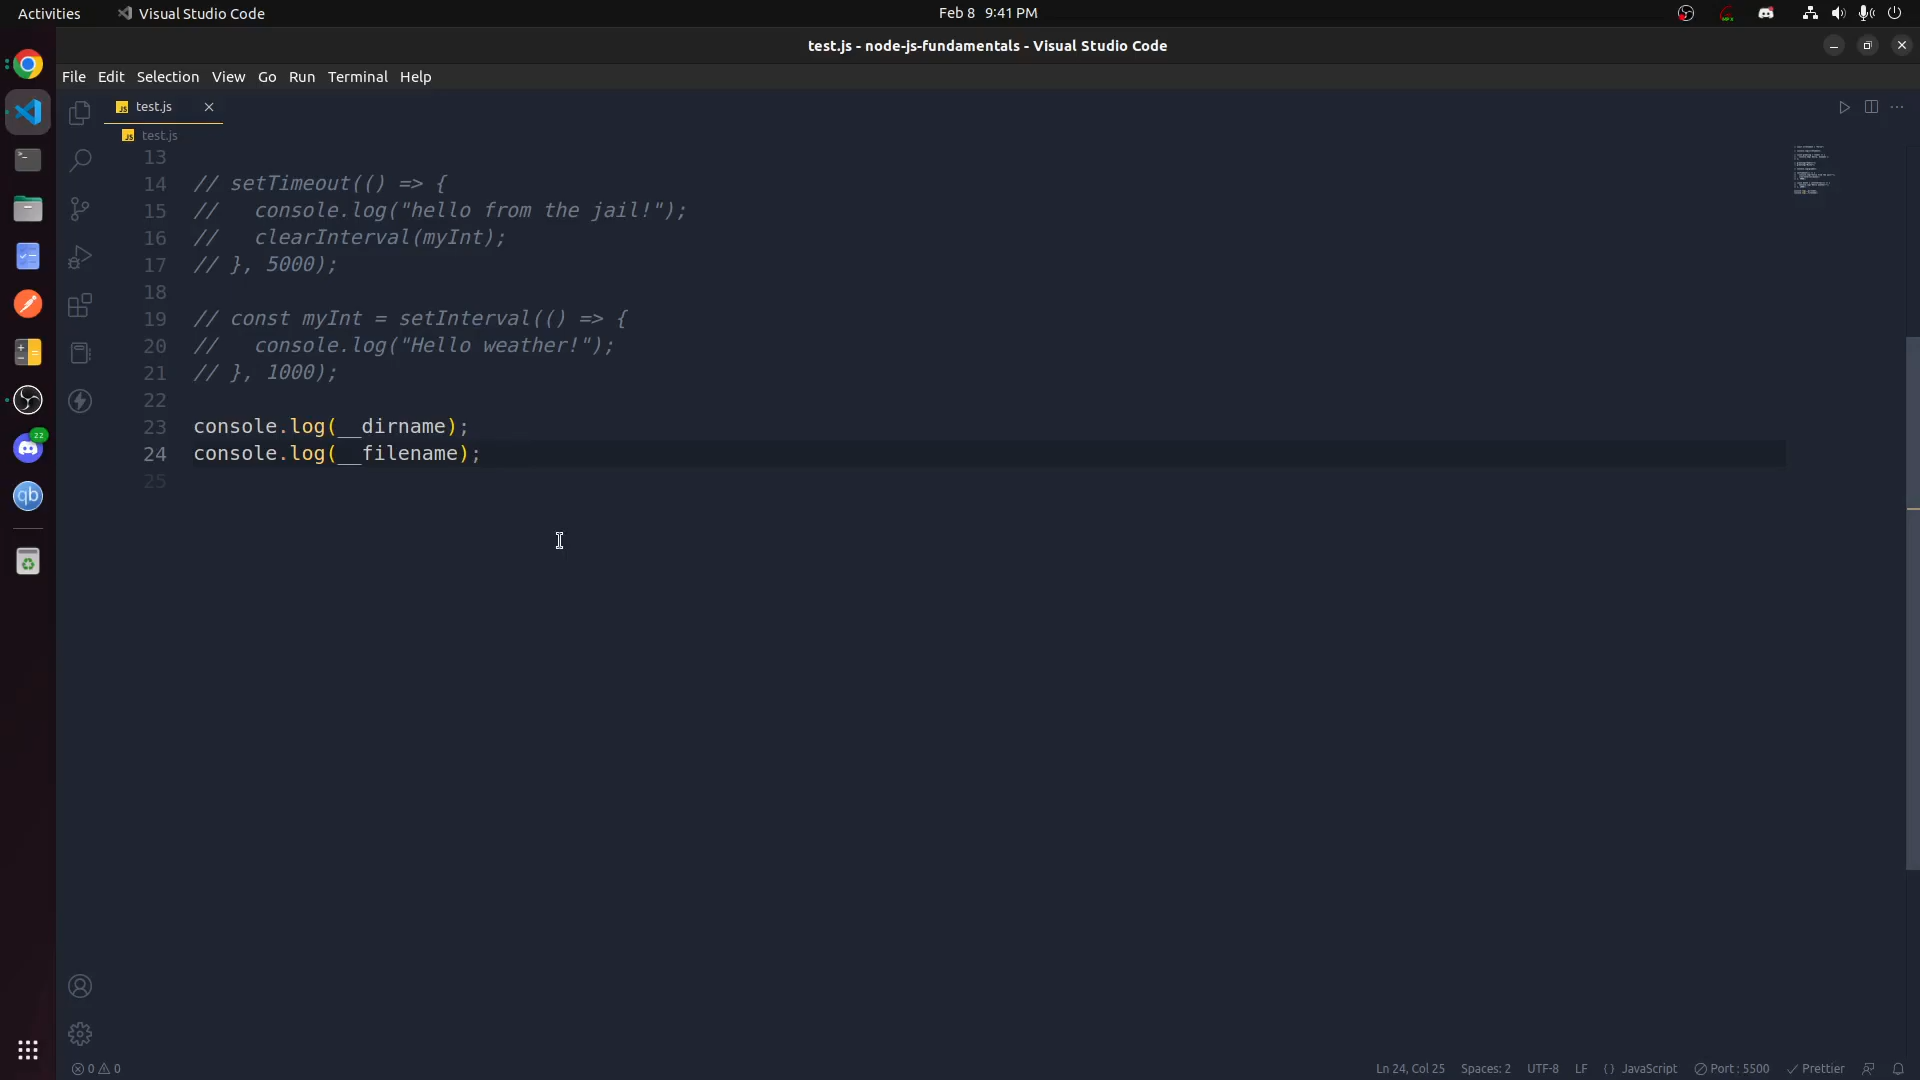 Activities
Visual Studio Code
Feb 8 9:41 PM
test.js - node-js-fundamentals - Visual Studio Code
File Edit Selection View Go Run Terminal Help
test.js
test.js
13
14 // setTimeout(() => {
15 //   console.log("hello from the jail!");
16 //   clearInterval(myInt);
17 // }, 5000);
18
19 // const myInt = setInterval(() => {
20 //   console.log("Hello weather!");
21 // }, 1000);
22
23 console.log(__dirname);
24 console.log(__filename);
25
22
qb
0 0
Ln 24, Col 25 Spaces: 2 UTF-8 LF {} JavaScript Port : 5500 Prettier